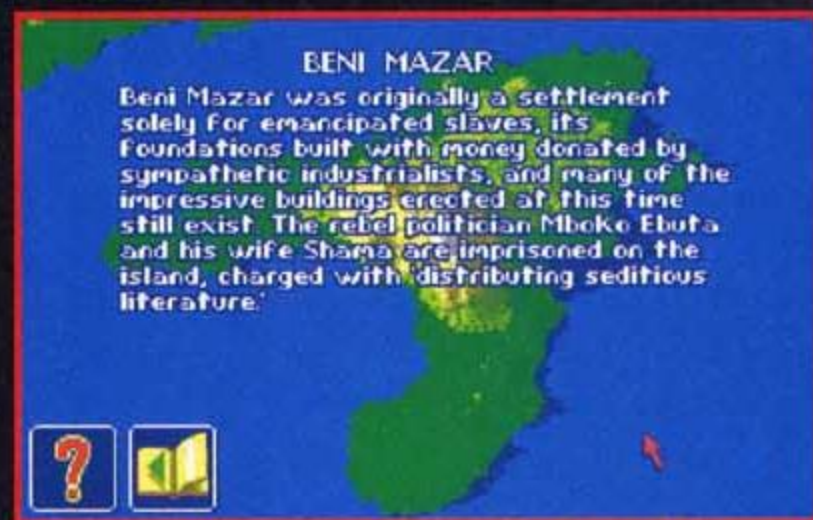 BENI MAZAR
Beni Mazar was originally a settlement
solely for emancipated slaves, its
foundations built with money donated by
sympathetic industrialists, and many of the
impressive buildings erected at this time
still exist. The rebel politician Mboko Ebuta
and his wife Shama are imprisoned on the
island, charged with 'distributing seditious
literature.'
?